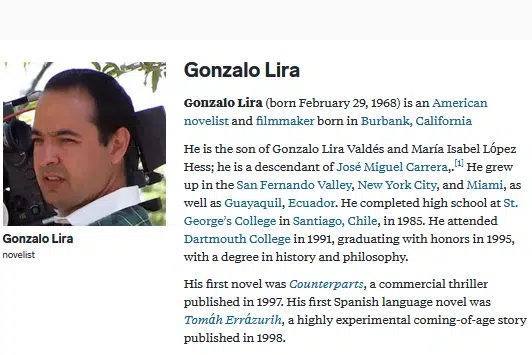 Gonzalo Lira
Gonzalo Lira (born February 29, 1968) is an American
novelist and filmmaker born in Burbank, California
He is the son of Gonzalo Lira Valdés and María Isabel López
Hess; he is a descendant of José Miguel Carrera,.[1] He grew
up in the San Fernando Valley, New York City, and Miami, as
well as Guayaquil, Ecuador. He completed high school at St.
George's College in Santiago, Chile, in 1985. He attended
Dartmouth College in 1991, graduating with honors in 1995,
with a degree in history and philosophy.
His first novel was Counterparts, a commercial thriller
published in 1997. His first Spanish language novel was
Tomáh Errázurih, a highly experimental coming-of-age story
published in 1998.
Gonzalo Lira
novelist